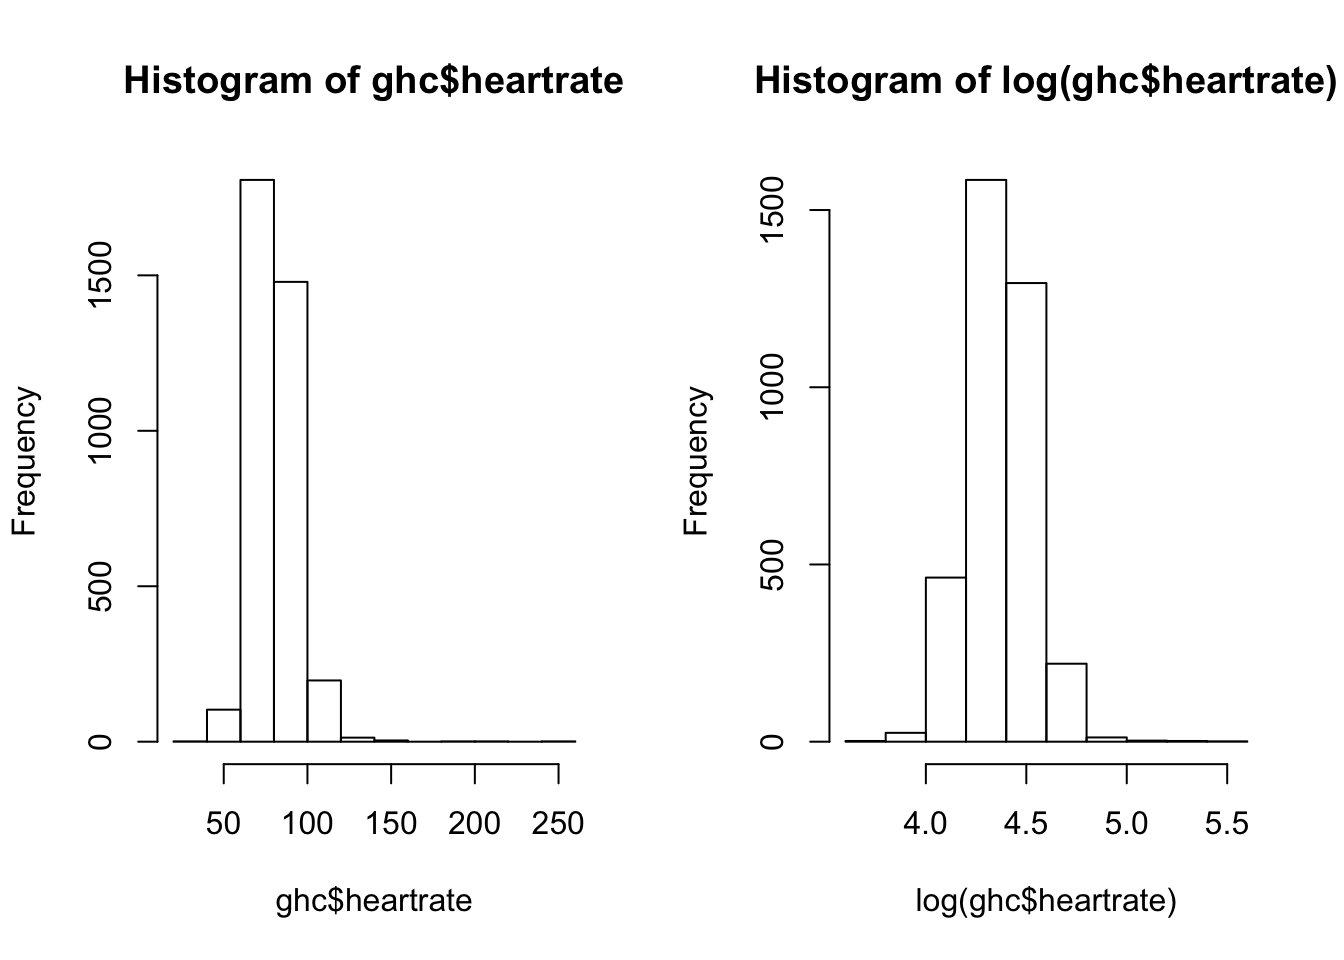 Histogram of ghc$heartrate
Frequency
1500
1000
500
0
50 100 150 200 250
ghc$heartrate
Histogram of log(ghc$heartrate)
Frequency
1500
1000
500
0
4.0 4.5 5.0 5.5
log(ghc$heartrate)